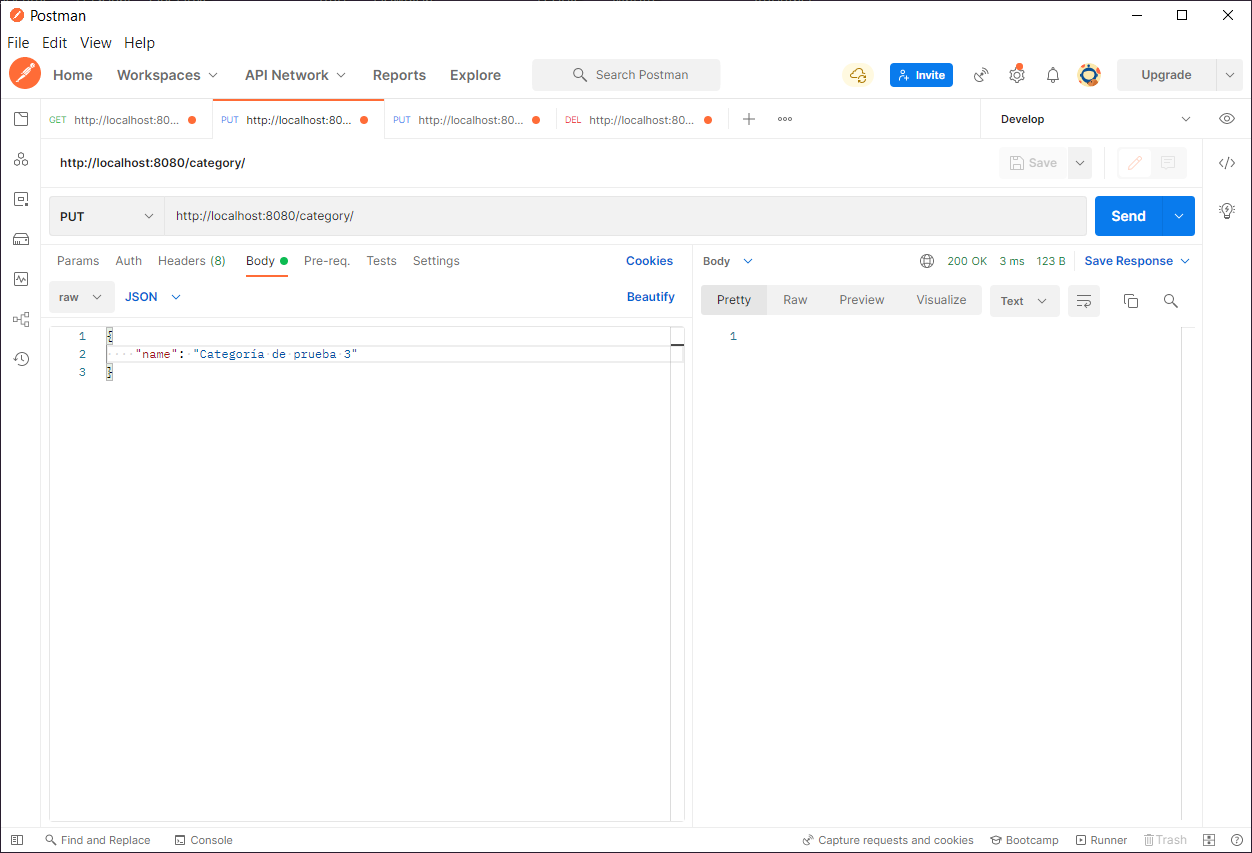 Postman
File Edit View Help
Home Workspaces API Network Reports Explore Search Postman Invite Upgrade
GET http://localhost:80... PUT http://localhost:80... PUT http://localhost:80... DEL http://localhost:80... Develop
http://localhost:8080/category/ Save
PUT http://localhost:8080/category/ Send
Params Auth Headers (8) Body Pre-req. Tests Settings Cookies Body 200 OK 3 ms 123 B Save Response
raw JSON Beautify Pretty Raw Preview Visualize Text
1 { 1
2 "name": "Categoría de prueba 3"
3 }
Find and Replace Console Capture requests and cookies Bootcamp Runner Trash